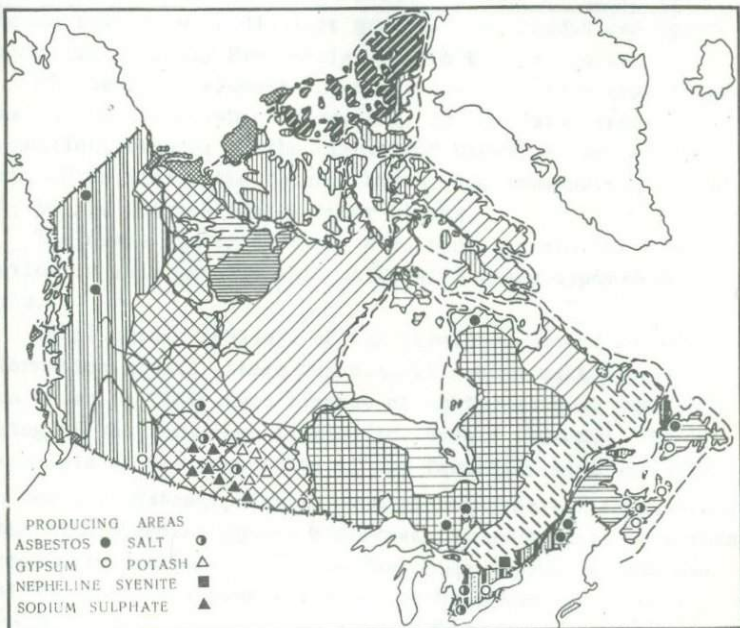 PRODUCING AREAS
ASBESTOS SALT
GYPSUM POTASH
NEPHELINE SYENITE
SODIUM SULPHATE